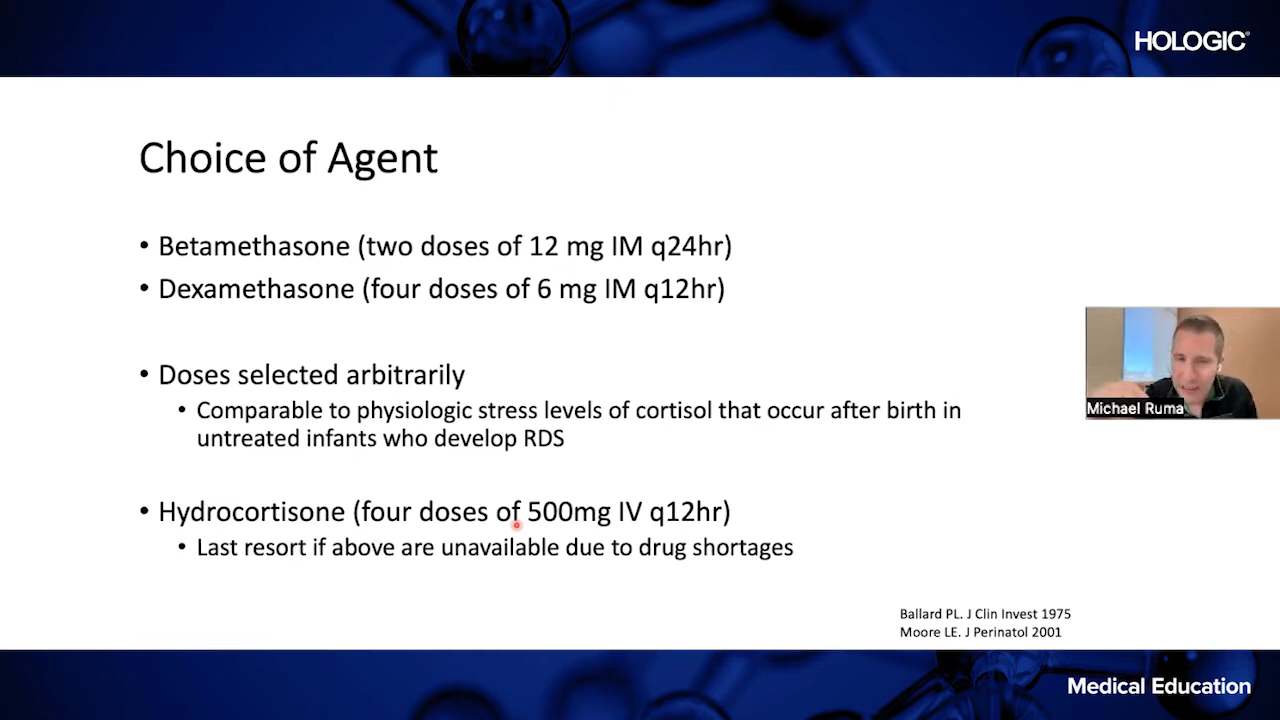 HOLOGIC®
Choice of Agent
• Betamethasone (two doses of 12 mg IM q24hr)
• Dexamethasone (four doses of 6 mg IM q12hr)
• Doses selected arbitrarily
• Comparable to physiologic stress levels of cortisol that occur after birth in
untreated infants who develop RDS
Michael Ruma
• Hydrocortisone (four doses of 500mg IV q12hr)
• Last resort if above are unavailable due to drug shortages
Ballard PL. J Clin Invest 1975
Moore LE. J Perinatol 2001
Medical Education